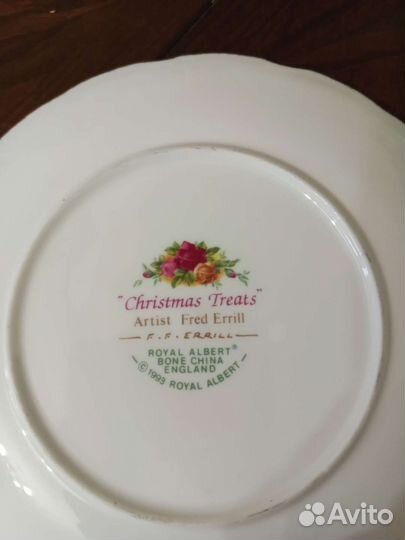 "Christmas Treats"
Artist Fred Errill
F. F. ERRILL
ROYAL ALBERT®
BONE CHINA
ENGLAND
© 1993 ROYAL ALBERT
Avito